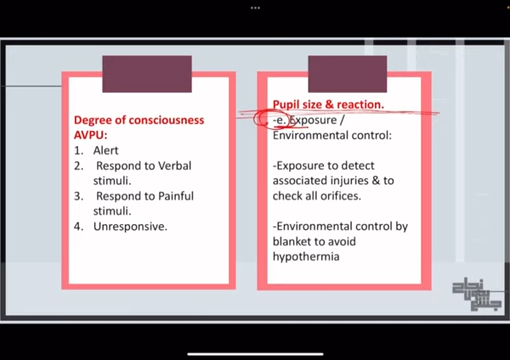 Degree of consciousness
AVPU:
1. Alert
2. Respond to Verbal
stimuli.
3. Respond to Painful
stimuli.
4. Unresponsive.
Pupil size & reaction.
-e. Exposure /
Environmental control:
-Exposure to detect
associated injuries & to
check all orifices.
-Environmental control by
blanket to avoid
hypothermia